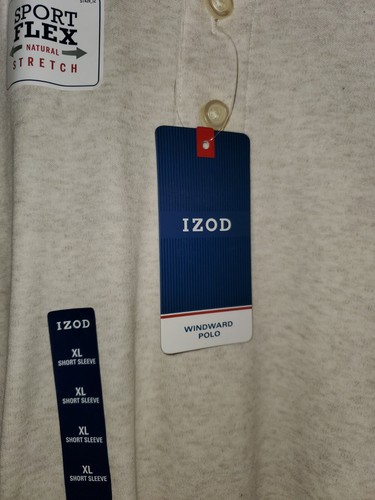 SPORT
FLEX
NATURAL
STRETCH
IZOD
WINDWARD
POLO
IZOD
XL
SHORT SLEEVE
XL
SHORT SLEEVE
XL
SHORT SLEEVE
XL
SHORT SLEEVE